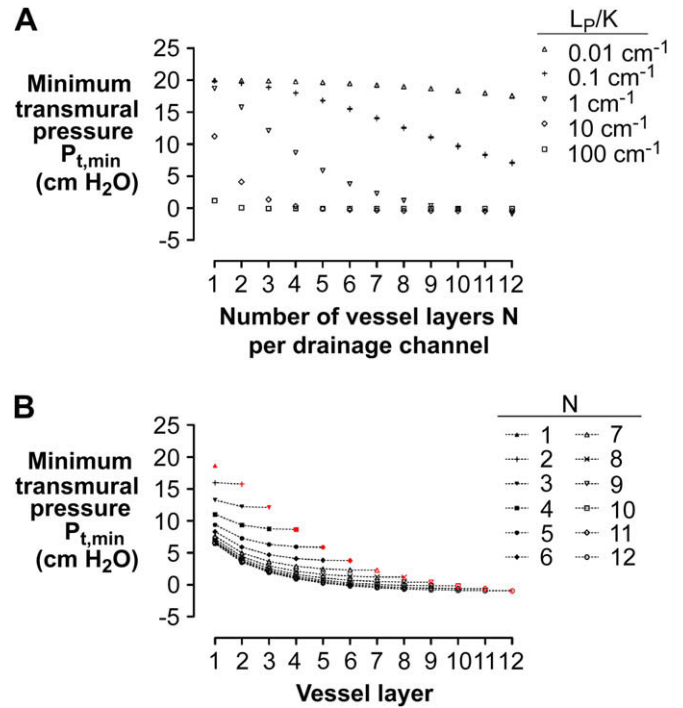 A
Minimum
transmural
pressure
Pt,min
(cm H2O)
25
20
15
10
5
0
-5
1 2 3 4 5 6 7 8 9 10 11 12
Number of vessel layers N
per drainage channel
LP/K
0.01 cm-1
0.1 cm-1
1 cm-1
10 cm-1
100 cm-1
B
Minimum
transmural
pressure
Pt,min
(cm H2O)
25
20
15
10
5
0
-5
1 2 3 4 5 6 7 8 9 10 11 12
Vessel layer
N
1 7
2 8
3 9
4 10
5 11
6 12